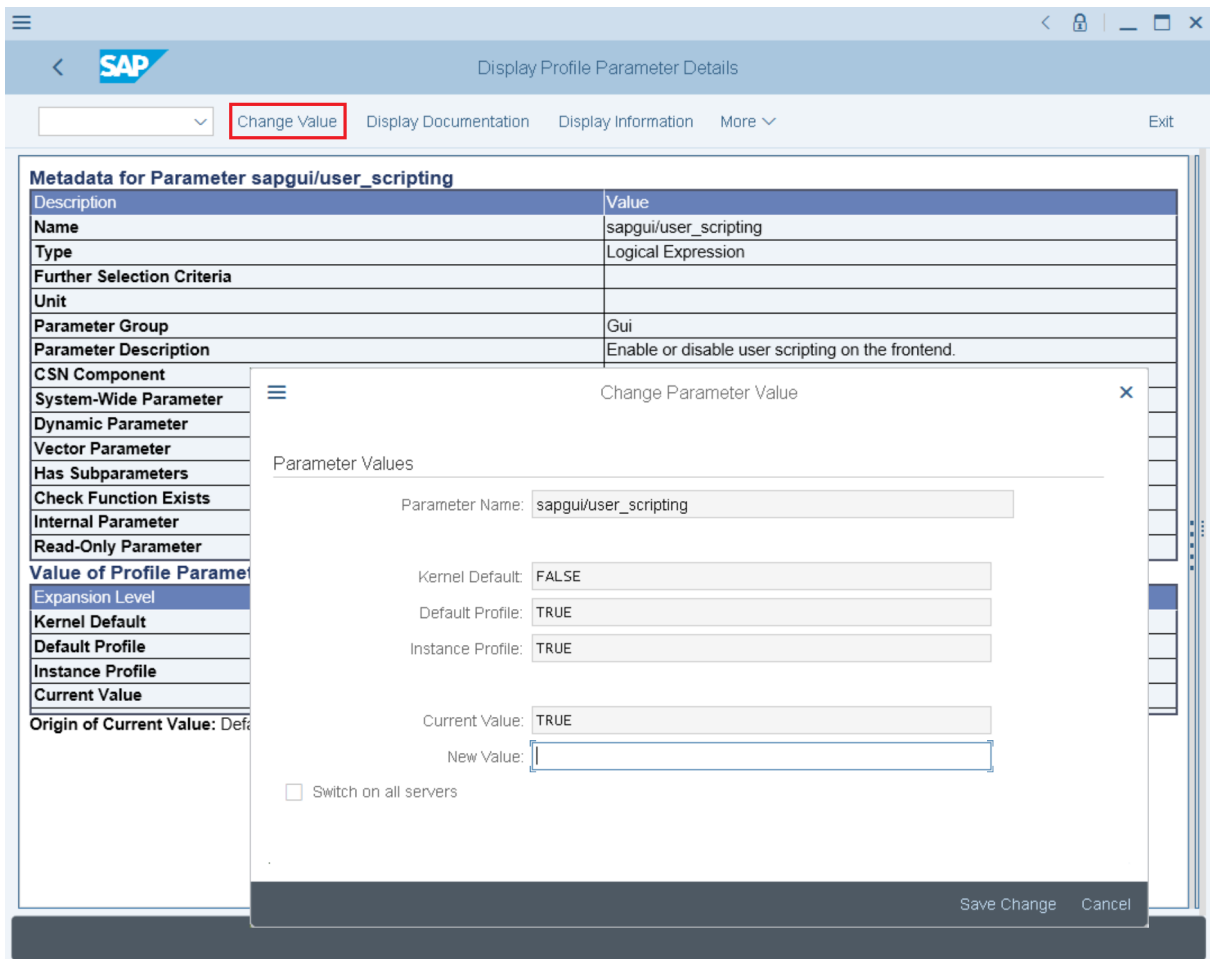 SAP
Display Profile Parameter Details
Change Value Display Documentation Display Information More Exit
Metadata for Parameter sapgui/user_scripting
Description Value
Name sapgui/user_scripting
Type Logical Expression
Further Selection Criteria
Unit
Parameter Group Gui
Parameter Description Enable or disable user scripting on the frontend.
CSN Component
System-Wide Parameter
Dynamic Parameter
Vector Parameter
Has Subparameters
Check Function Exists
Internal Parameter
Read-Only Parameter
Value of Profile Paramet
Expansion Level
Kernel Default
Default Profile
Instance Profile
Current Value
Origin of Current Value: Defa
Change Parameter Value
Parameter Values
Parameter Name: sapgui/user_scripting
Kernel Default: FALSE
Default Profile: TRUE
Instance Profile: TRUE
Current Value: TRUE
New Value:
Switch on all servers
.
Save Change Cancel